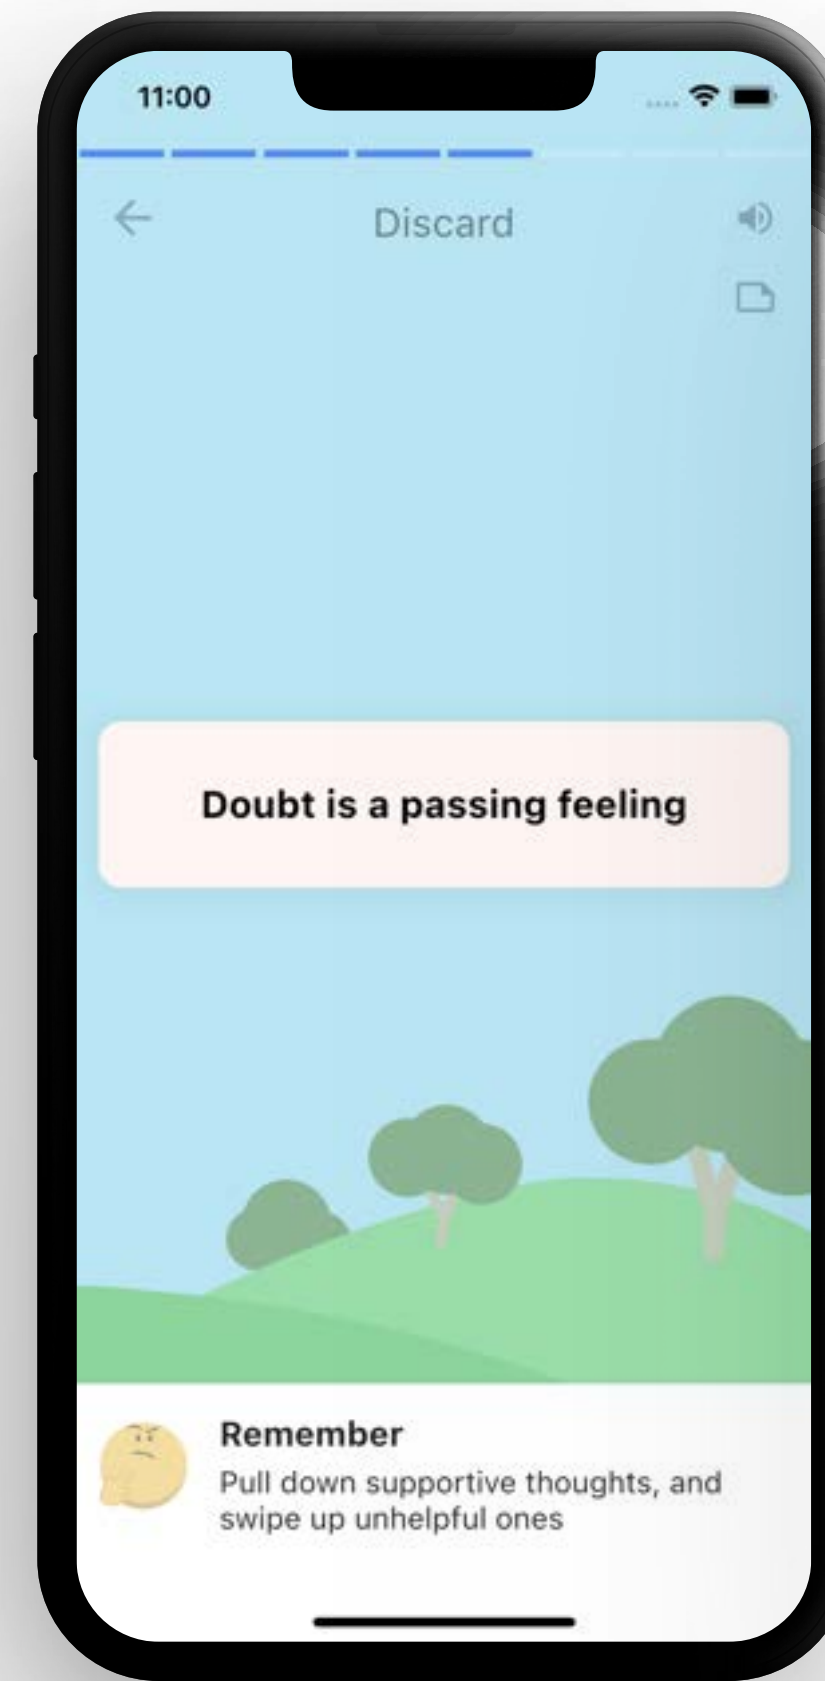 11:00
Discard
Doubt is a passing feeling
Remember
Pull down supportive thoughts, and
swipe up unhelpful ones